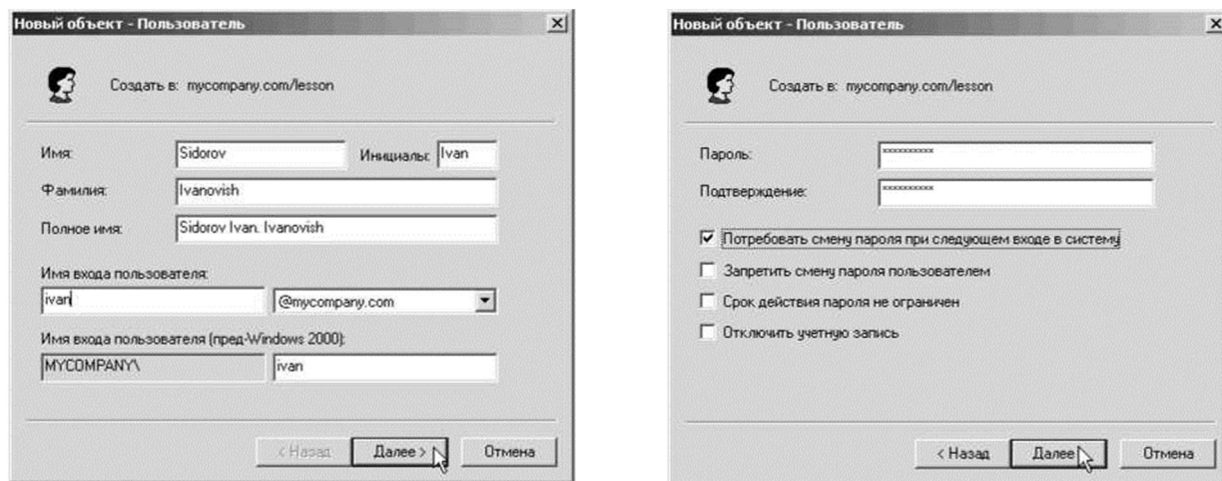 Новый объект - Пользователь
Создать в: mycompany.com/lesson
Имя: Sidorov Инициалы: Ivan
Фамилия: Ivanovish
Полное имя: Sidorov Ivan. Ivanovish
Имя входа пользователя:
ivan @mycompany.com
Имя входа пользователя (пред-Windows 2000):
MYCOMPANY\ ivan
< Назад Далее > Отмена
Новый объект - Пользователь
Создать в: mycompany.com/lesson
Пароль:
Подтверждение:
Потребовать смену пароля при следующем входе в систему
Запретить смену пароля пользователем
Срок действия пароля не ограничен
Отключить учетную запись
< Назад Далее Отмена